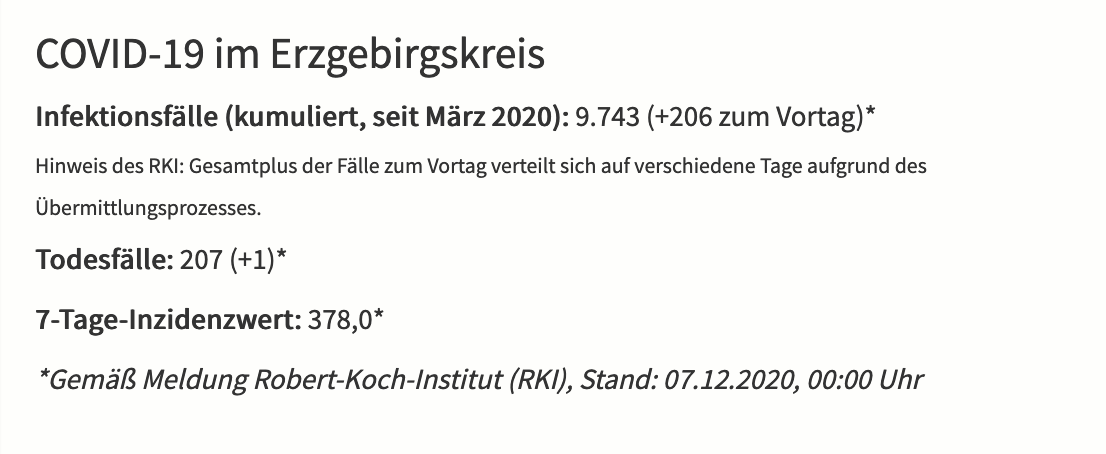 COVID-19 im Erzgebirgskreis
Infektionsfälle (kumuliert, seit März 2020): 9.743 (+206 zum Vortag)*
Hinweis des RKI: Gesamtplus der Fälle zum Vortag verteilt sich auf verschiedene Tage aufgrund des
Übermittlungsprozesses.
Todesfälle: 207 (+1)*
7-Tage-Inzidenzwert: 378,0*
*Gemäß Meldung Robert-Koch-Institut (RKI), Stand: 07.12.2020, 00:00 Uhr